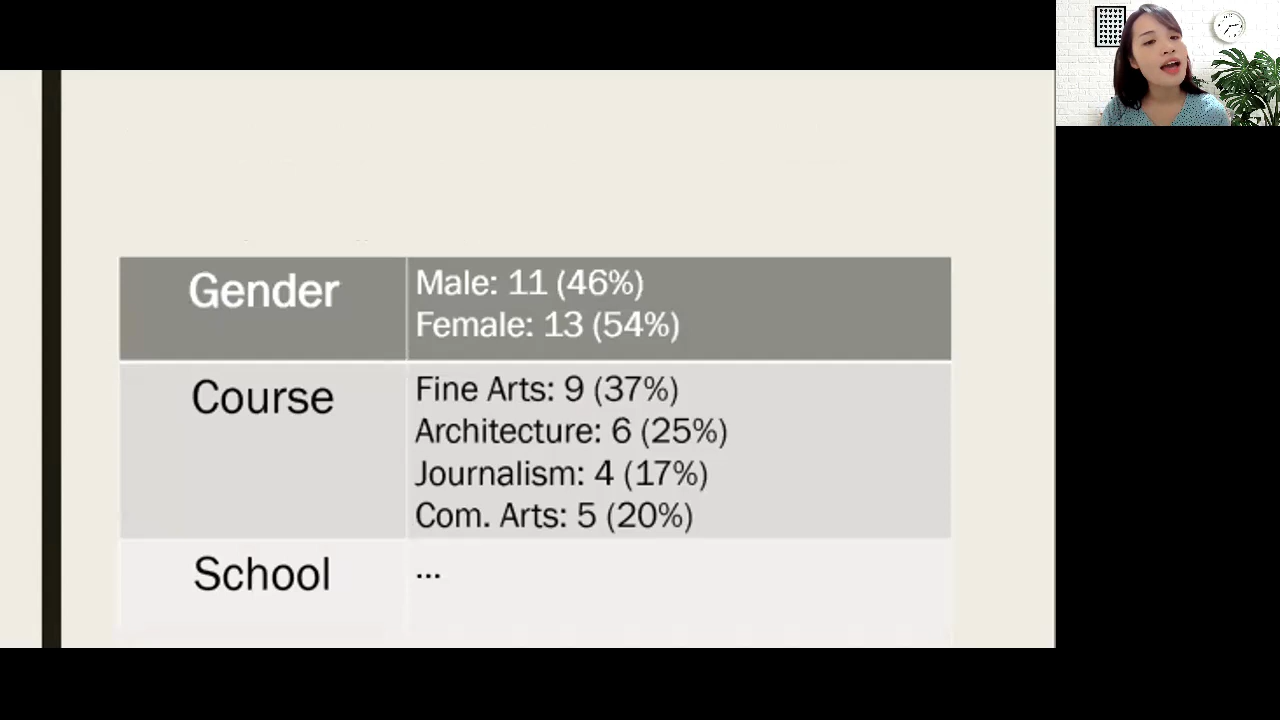 Gender
Male: 11 (46%)
Female: 13 (54%)
Course
Fine Arts: 9 (37%)
Architecture: 6 (25%)
Journalism: 4 (17%)
Com. Arts: 5 (20%)
School
...